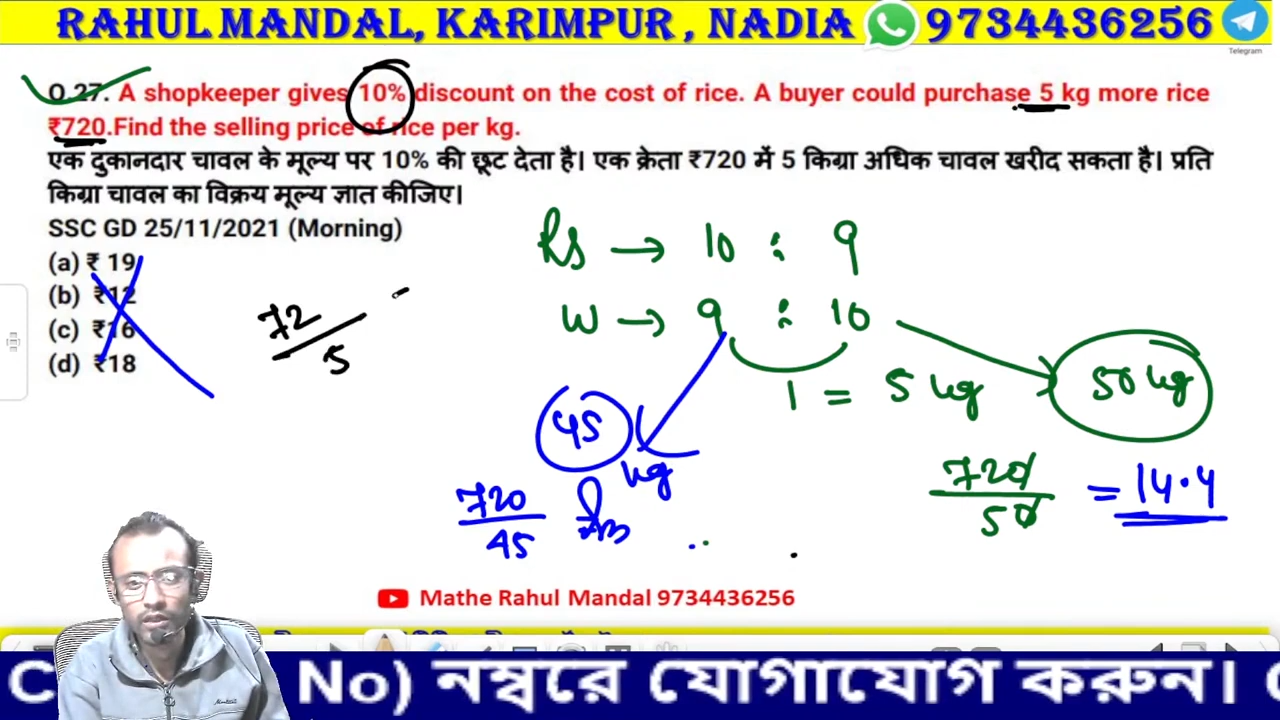 RAHUL MANDAL, KARIMPUR , NADIA 9734436256
Telegram
Q.27. A shopkeeper gives 10% discount on the cost of rice. A buyer could purchase 5 kg more rice
₹720.Find the selling price of rice per kg.
एक दुकानदार चावल के मूल्य पर 10% की छूट देता है। एक क्रेता ₹720 में 5 किग्रा अधिक चावल खरीद सकता है। प्रति
किग्रा चावल का विक्रय मूल्य ज्ञात कीजिए।
SSC GD 25/11/2021 (Morning)
(a) ₹ 19
(b) ₹12
(c) ₹16
(d) ₹18
72/5
Rs → 10 : 9
W → 9 : 10
1 = 5 kg
50 kg
45 kg
720/45
720/50 = 14.4
Mathe Rahul Mandal 9734436256
No) নম্বরে যোগাযোগ করুন।